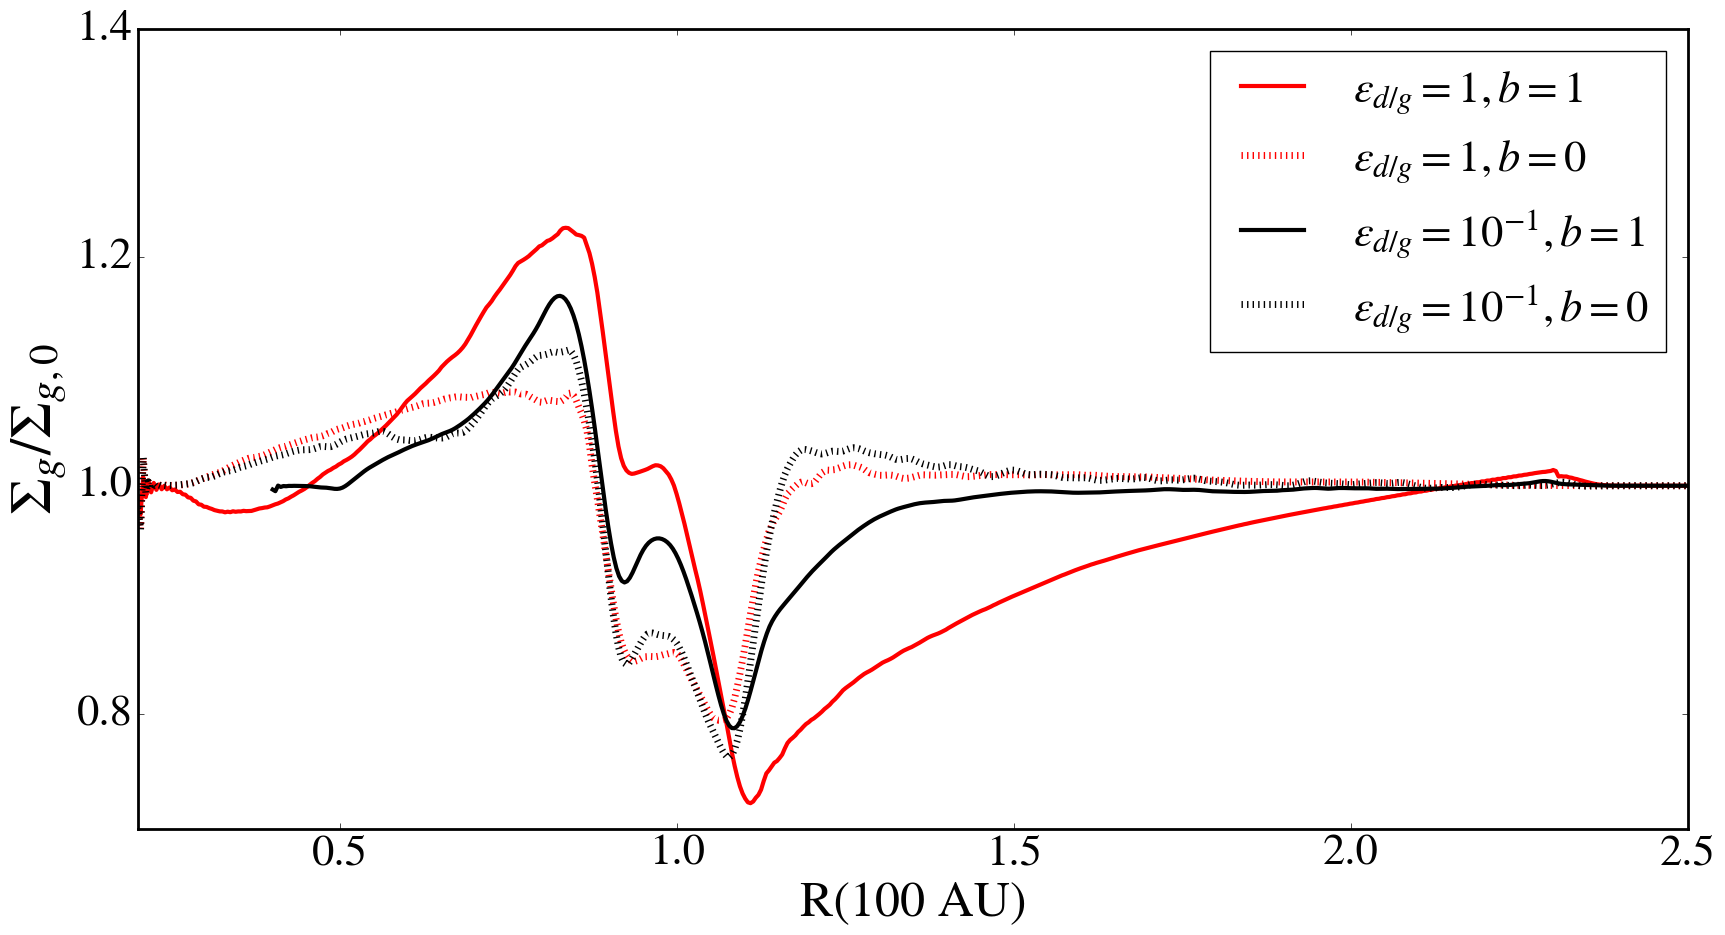 1.4
1.2
1.0
0.8
Σg/Σg,0
0.5 1.0 1.5 2.0 2.5
R(100 AU)
εd/g = 1, b = 1
εd/g = 1, b = 0
εd/g = 10⁻¹, b = 1
εd/g = 10⁻¹, b = 0